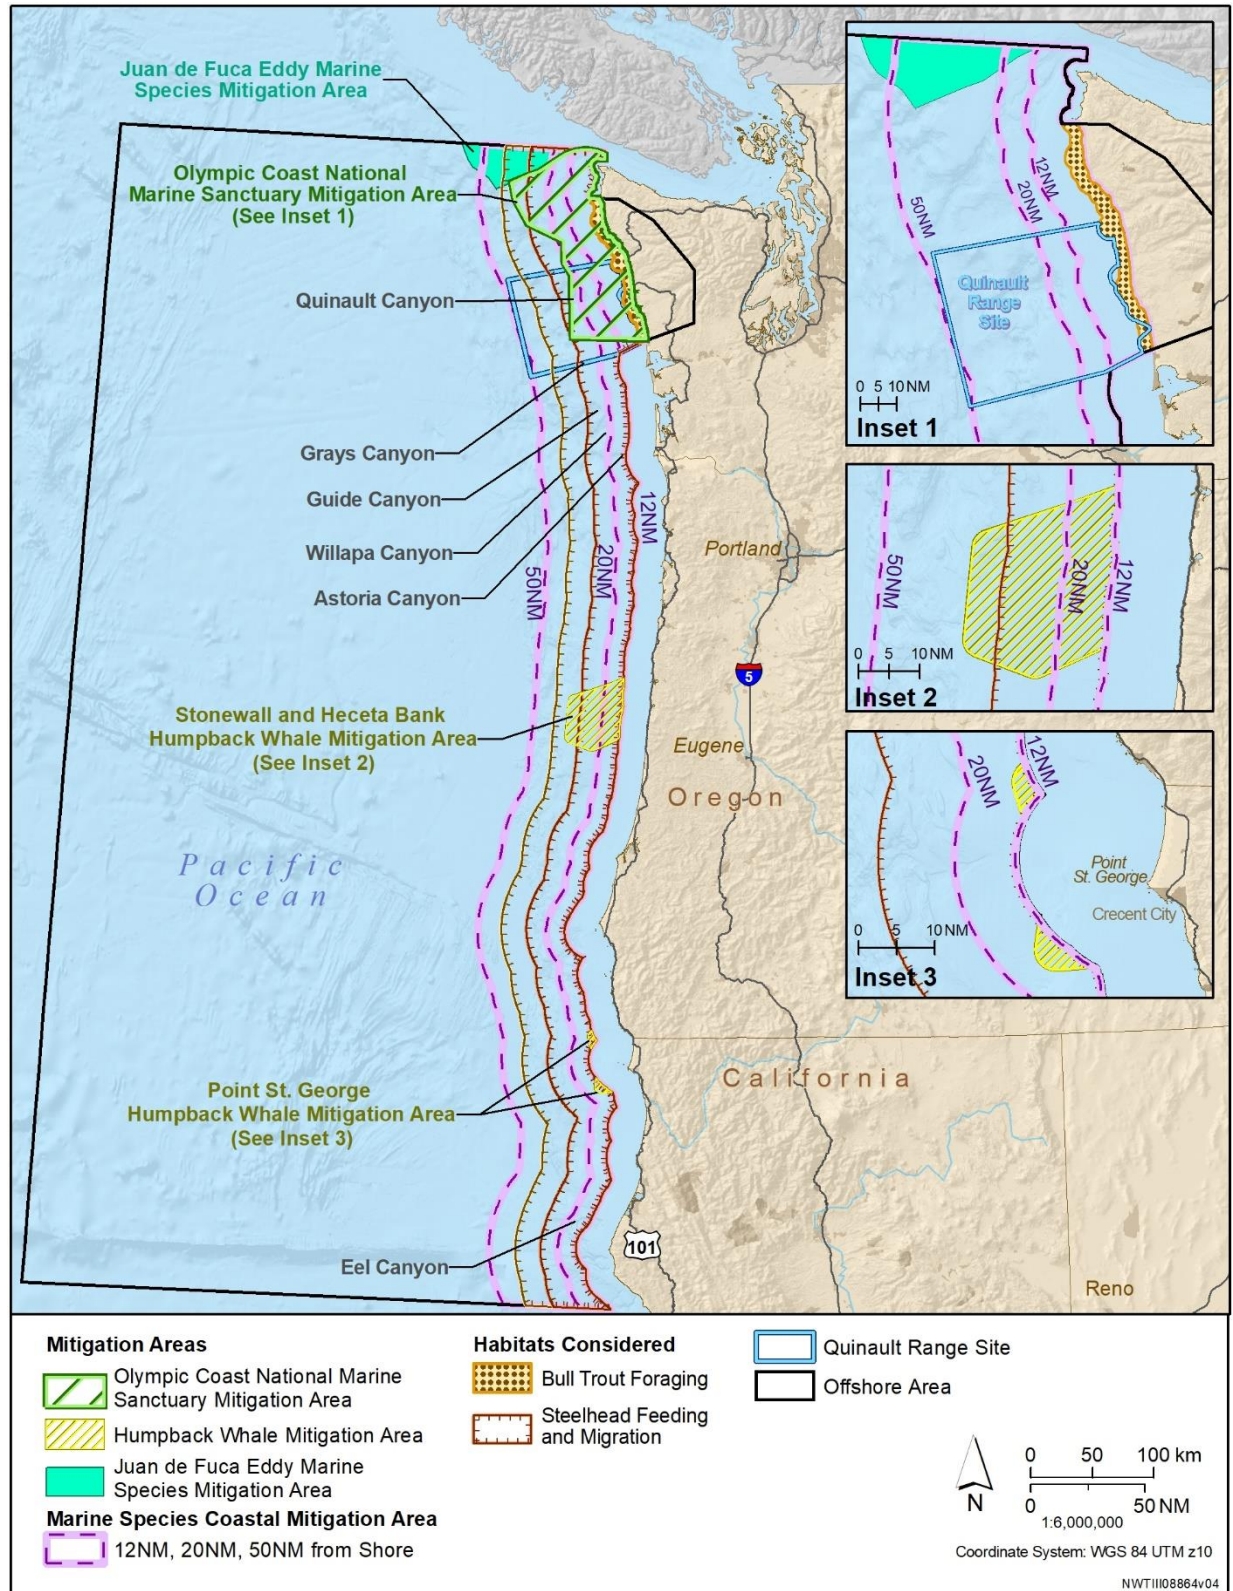 Juan de Fuca Eddy Marine
Species Mitigation Area
Olympic Coast National
Marine Sanctuary Mitigation Area
(See Inset 1)
Quinault Canyon
Grays Canyon
Guide Canyon
Willapa Canyon
Astoria Canyon
50NM
20NM
12NM
Stonewall and Heceta Bank
Humpback Whale Mitigation Area
(See Inset 2)
Pacific
Ocean
Point St. George
Humpback Whale Mitigation Area
(See Inset 3)
Eel Canyon
Portland
5
Eugene
Oregon
California
101
Reno
50NM
20NM
12NM
Quinault
Range
Site
0 5 10 NM
Inset 1
50NM
20NM
12NM
0 5 10 NM
Inset 2
20NM
12NM
Point
St. George
Crecent City
0 5 10 NM
Inset 3
Mitigation Areas
Olympic Coast National Marine
Sanctuary Mitigation Area
Humpback Whale Mitigation Area
Juan de Fuca Eddy Marine
Species Mitigation Area
Marine Species Coastal Mitigation Area
12NM, 20NM, 50NM from Shore
Habitats Considered
Bull Trout Foraging
Steelhead Feeding
and Migration
Quinault Range Site
Offshore Area
N
0 50 100 km
0 50 NM
1:6,000,000
Coordinate System: WGS 84 UTM z10
NWTIII08864v04